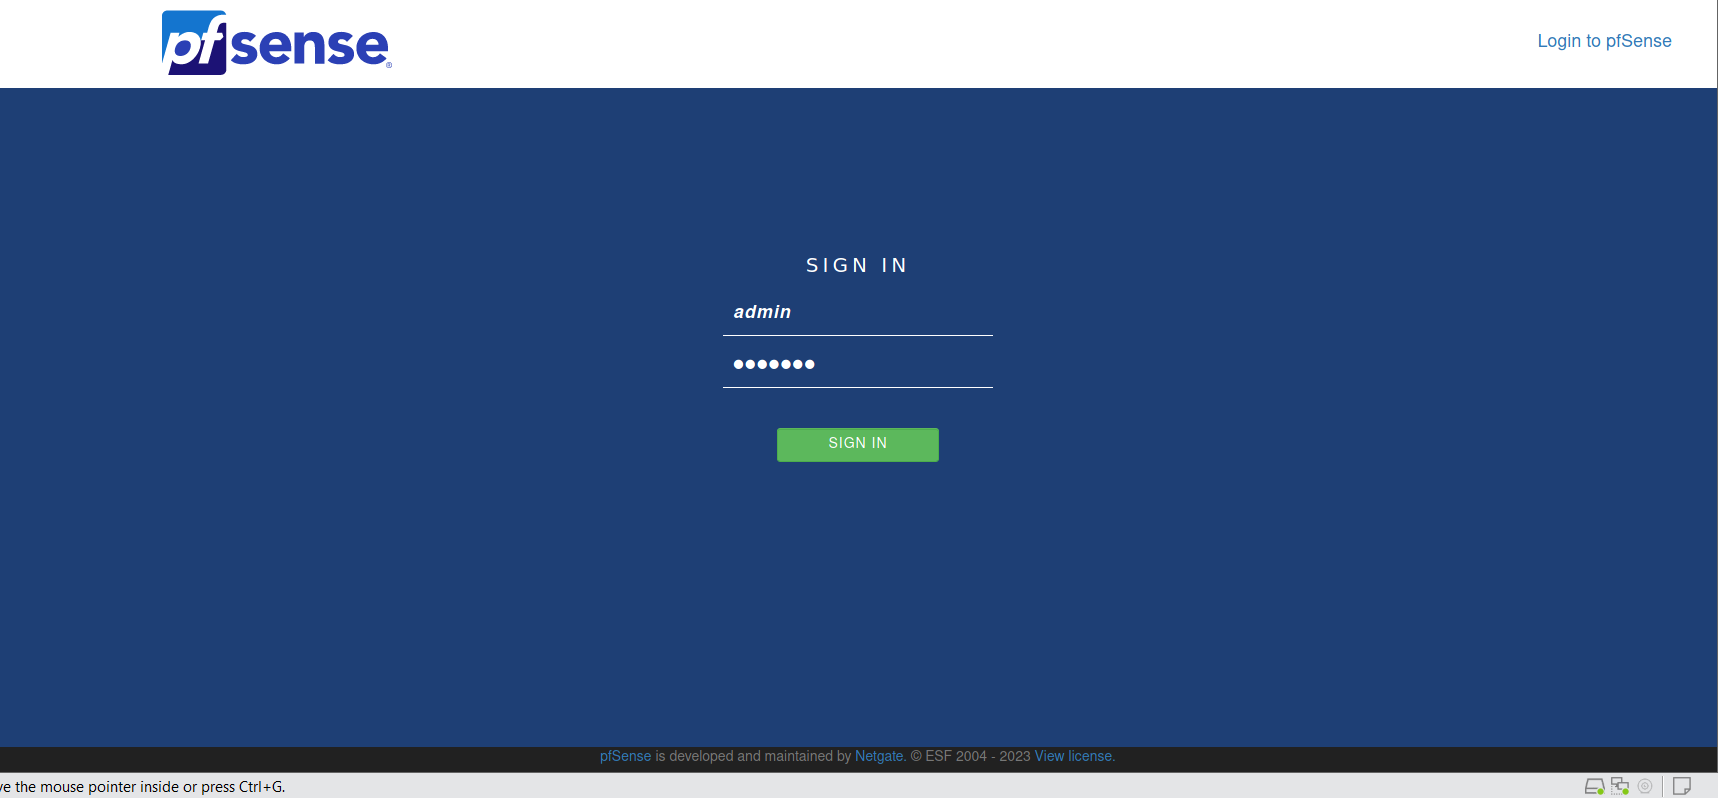 pfsense®
Login to pfSense
SIGN IN
admin
●●●●●●●
SIGN IN
pfSense is developed and maintained by Netgate. © ESF 2004 - 2023 View license.
ve the mouse pointer inside or press Ctrl+G.